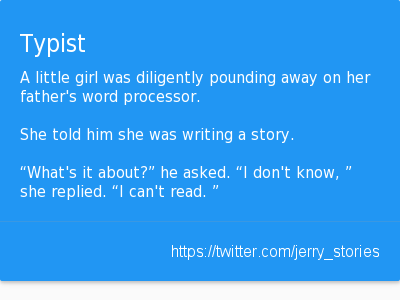 Typist
A little girl was diligently pounding away on her
father's word processor.
She told him she was writing a story.
“What's it about?” he asked. “I don't know, ”
she replied. “I can't read. ”
https://twitter.com/jerry_stories